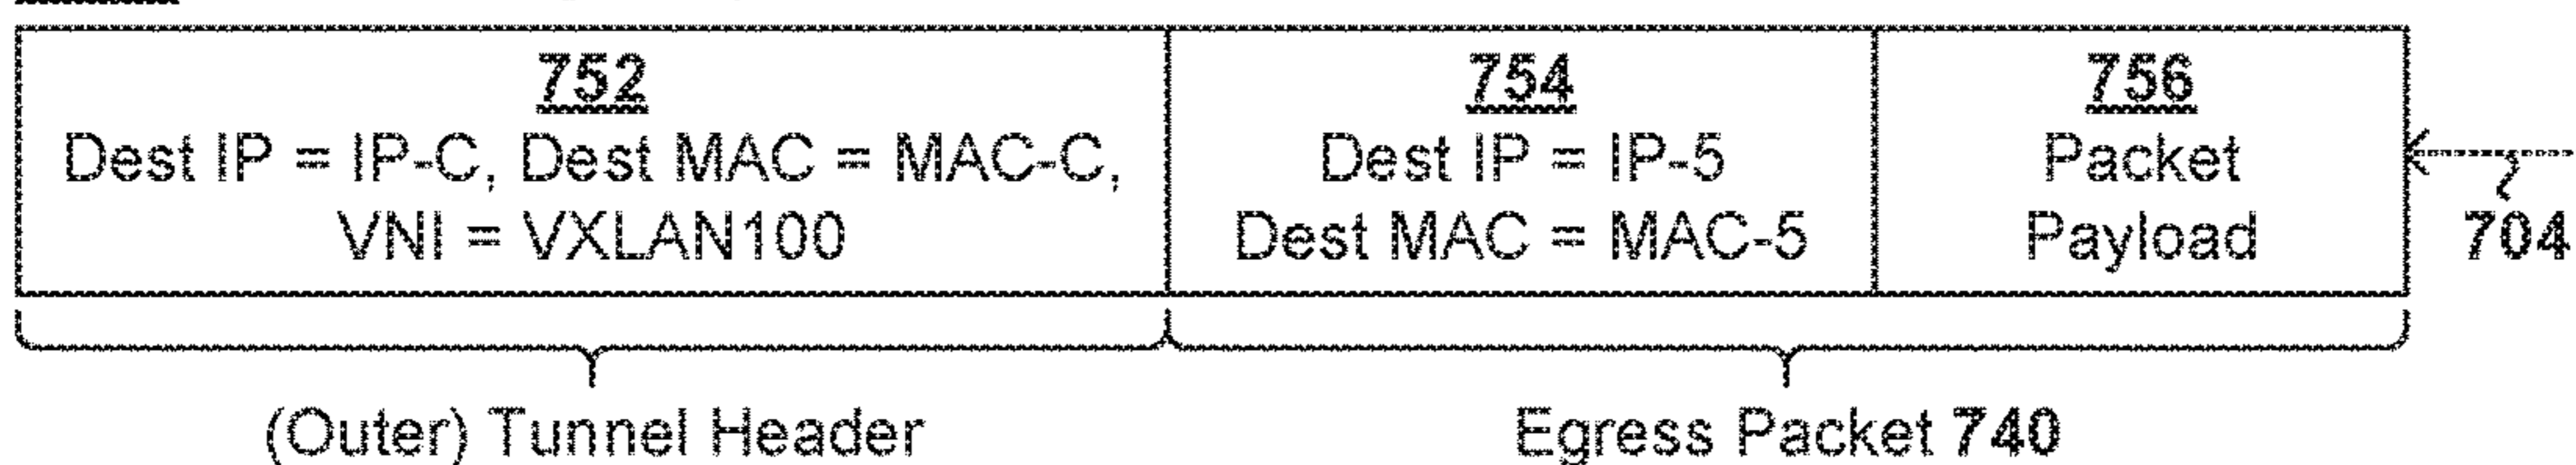 752
Dest IP = IP-C, Dest MAC = MAC-C,
VNI = VXLAN100
754
Dest IP = IP-5
Dest MAC = MAC-5
756
Packet
Payload
704
(Outer) Tunnel Header
Egress Packet 740